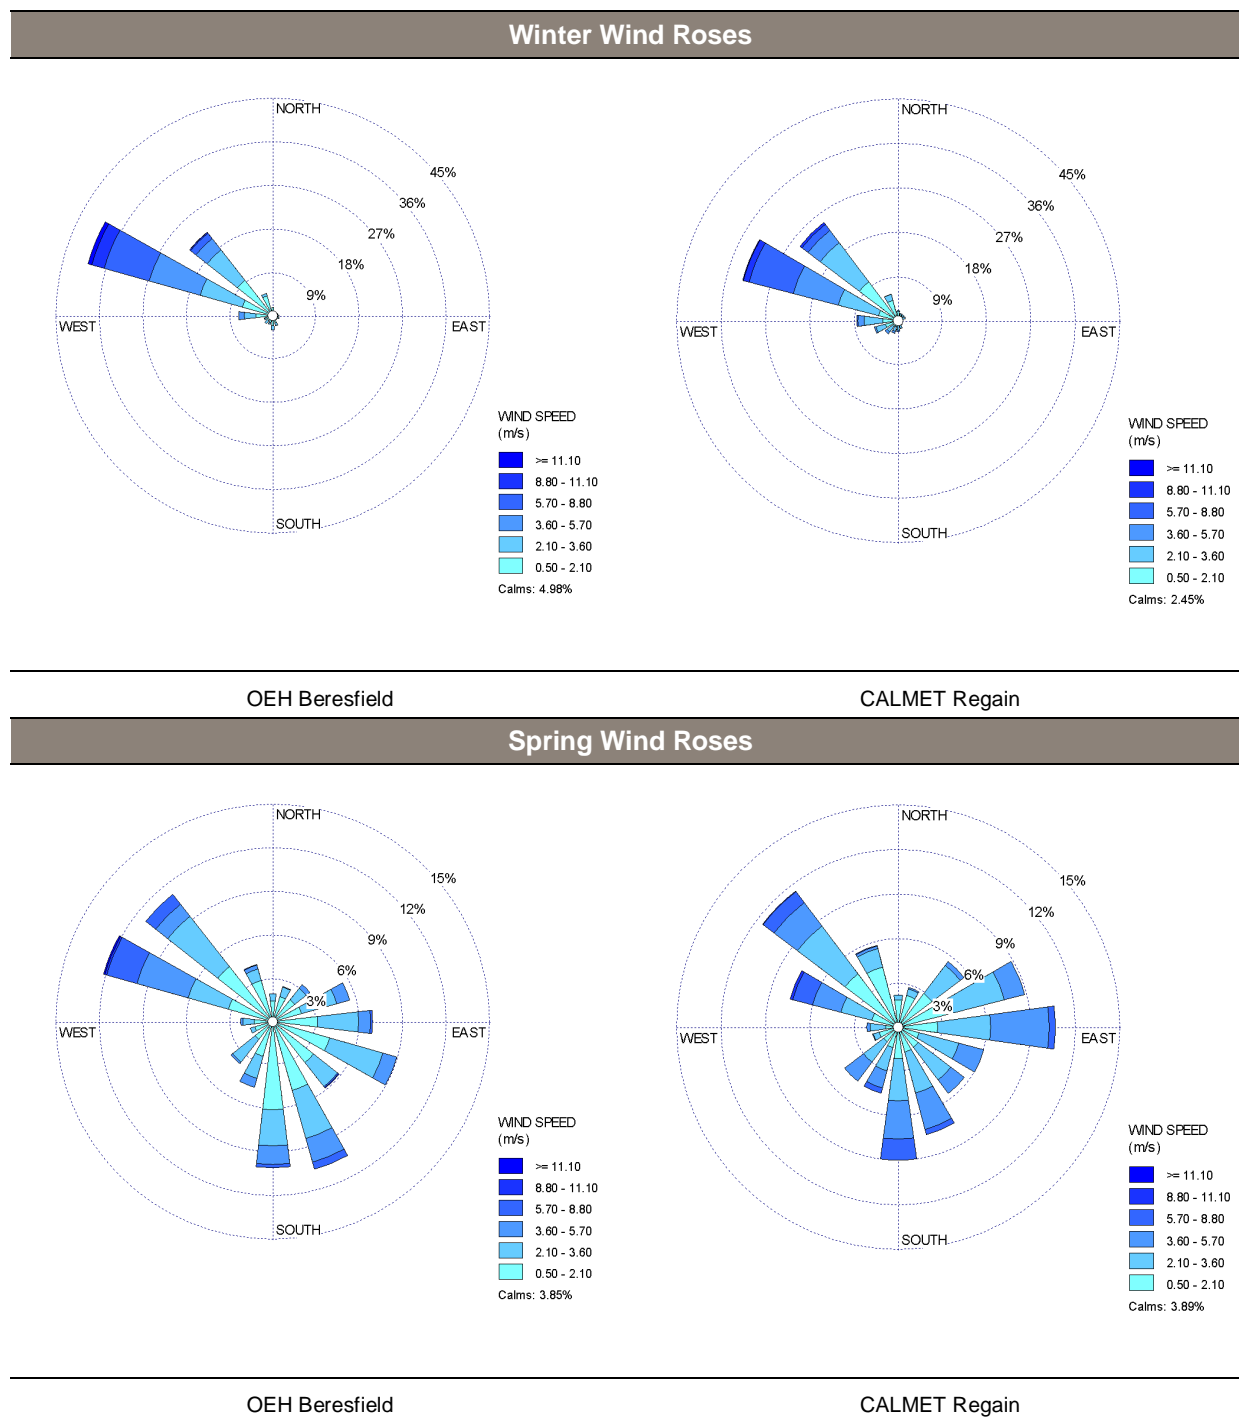 Winter Wind Roses
NORTH
45%
36%
27%
18%
9%
WEST
EAST
SOUTH
WIND SPEED
(m/s)
>= 11.10
8.80 - 11.10
5.70 - 8.80
3.60 - 5.70
2.10 - 3.60
0.50 - 2.10
Calms: 4.98%
NORTH
45%
36%
27%
18%
9%
WEST
EAST
SOUTH
WIND SPEED
(m/s)
>= 11.10
8.80 - 11.10
5.70 - 8.80
3.60 - 5.70
2.10 - 3.60
0.50 - 2.10
Calms: 2.45%
OEH Beresfield
CALMET Regain
Spring Wind Roses
NORTH
15%
12%
9%
6%
3%
WEST
EAST
SOUTH
WIND SPEED
(m/s)
>= 11.10
8.80 - 11.10
5.70 - 8.80
3.60 - 5.70
2.10 - 3.60
0.50 - 2.10
Calms: 3.85%
NORTH
15%
12%
9%
6%
3%
WEST
EAST
SOUTH
WIND SPEED
(m/s)
>= 11.10
8.80 - 11.10
5.70 - 8.80
3.60 - 5.70
2.10 - 3.60
0.50 - 2.10
Calms: 3.89%
OEH Beresfield
CALMET Regain